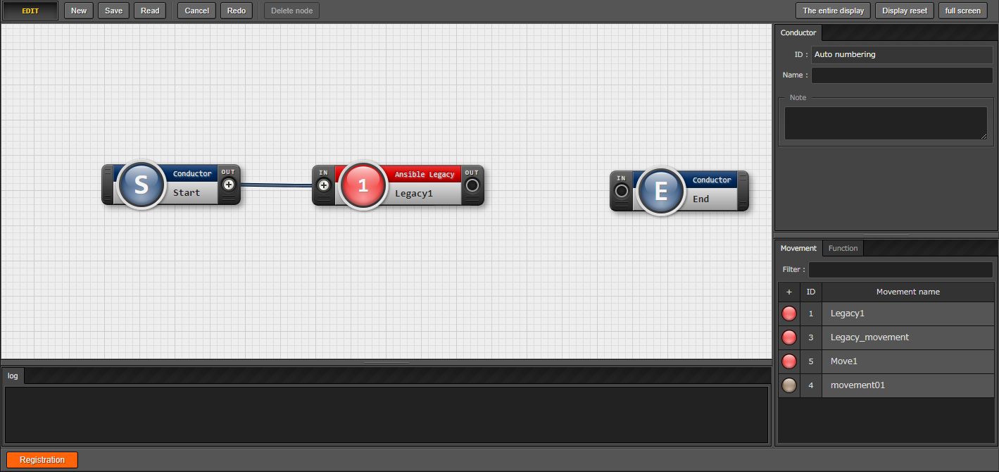 EDIT New Save Read Cancel Redo Delete node The entire display Display reset full screen
Conductor
ID : Auto numbering
Name :
Note
S Conductor OUT
Start
IN 1 Ansible Legacy OUT
Legacy1
IN E Conductor
End
Movement Function
Filter :
+ ID Movement name
1 Legacy1
3 Legacy_movement
5 Move1
4 movement01
log
Registration